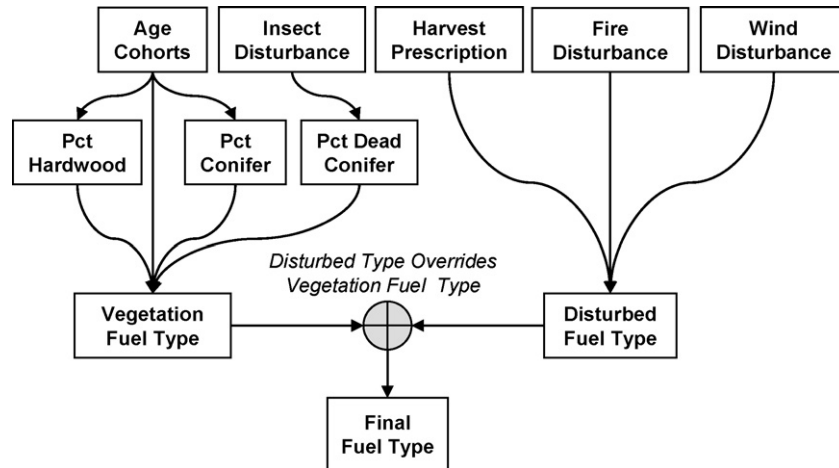 Age
Cohorts
Insect
Disturbance
Harvest
Prescription
Fire
Disturbance
Wind
Disturbance
Pct
Hardwood
Pct
Conifer
Pct Dead
Conifer
Disturbed Type Overrides
Vegetation Fuel Type
Vegetation
Fuel Type
Disturbed
Fuel Type
Final
Fuel Type